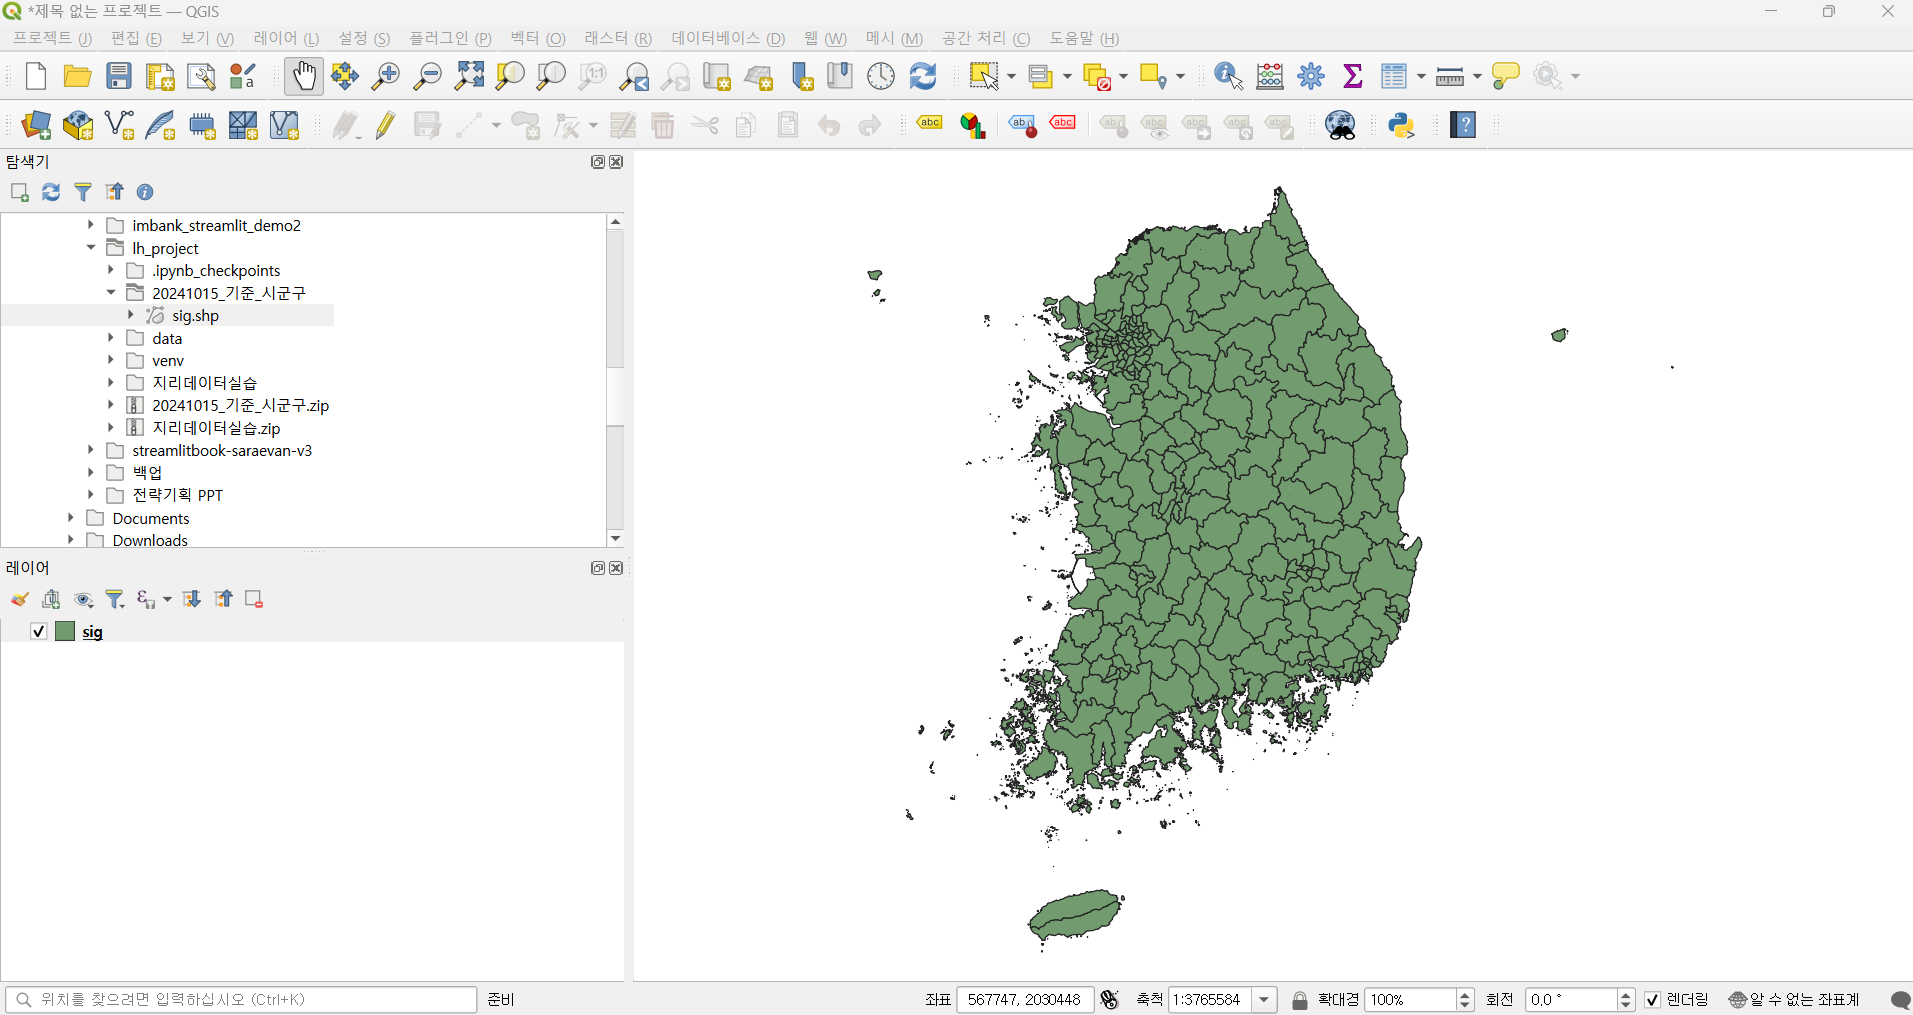 *제목 없는 프로젝트 — QGIS
프로젝트 (J) 편집 (E) 보기 (V) 레이어 (L) 설정 (S) 플러그인 (P) 벡터 (O) 래스터 (R) 데이터베이스 (D) 웹 (W) 메시 (M) 공간 처리 (C) 도움말 (H)
탐색기
imbank_streamlit_demo2
lh_project
.ipynb_checkpoints
20241015_기준_시군구
sig.shp
data
venv
지리데이터실습
20241015_기준_시군구.zip
지리데이터실습.zip
streamlitbook-saraevan-v3
백업
전략기획 PPT
Documents
Downloads
레이어
sig
위치를 찾으려면 입력하십시오 (Ctrl+K) 준비 좌표 567747, 2030448 축척 1:3765584 확대경 100% 회전 0.0 ° 렌더링 알 수 없는 좌표계